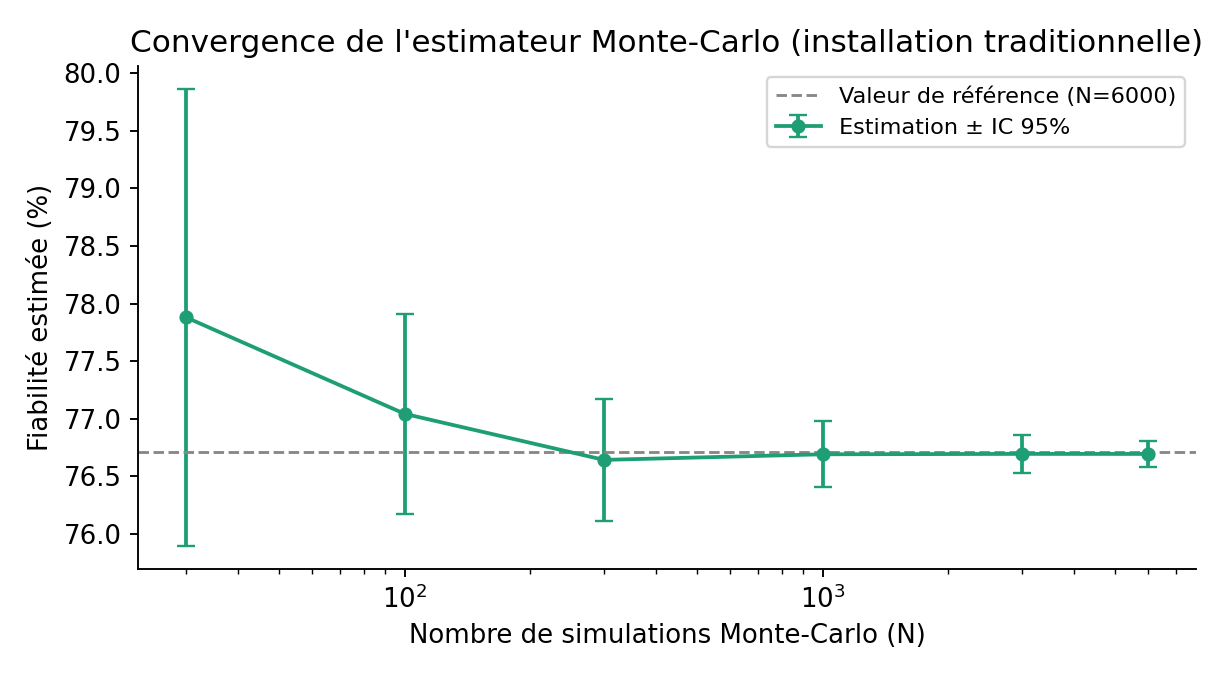 Convergence de l'estimateur Monte-Carlo (installation traditionnelle)
80.0
79.5
79.0
78.5
78.0
77.5
77.0
76.5
76.0
Fiabilité estimée (%)
Valeur de référence (N=6000)
Estimation ± IC 95%
10²
10³
Nombre de simulations Monte-Carlo (N)